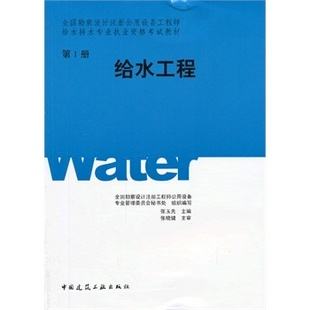 全国勘察设计注册公用设备工程师
给水排水专业执业资格考试教材
第1册
给水工程
water
全国勘察设计注册工程师公用设备
专业管理委员会秘书处 组织编写
张玉先 主编
张晓健 主审
中国建筑工业出版社